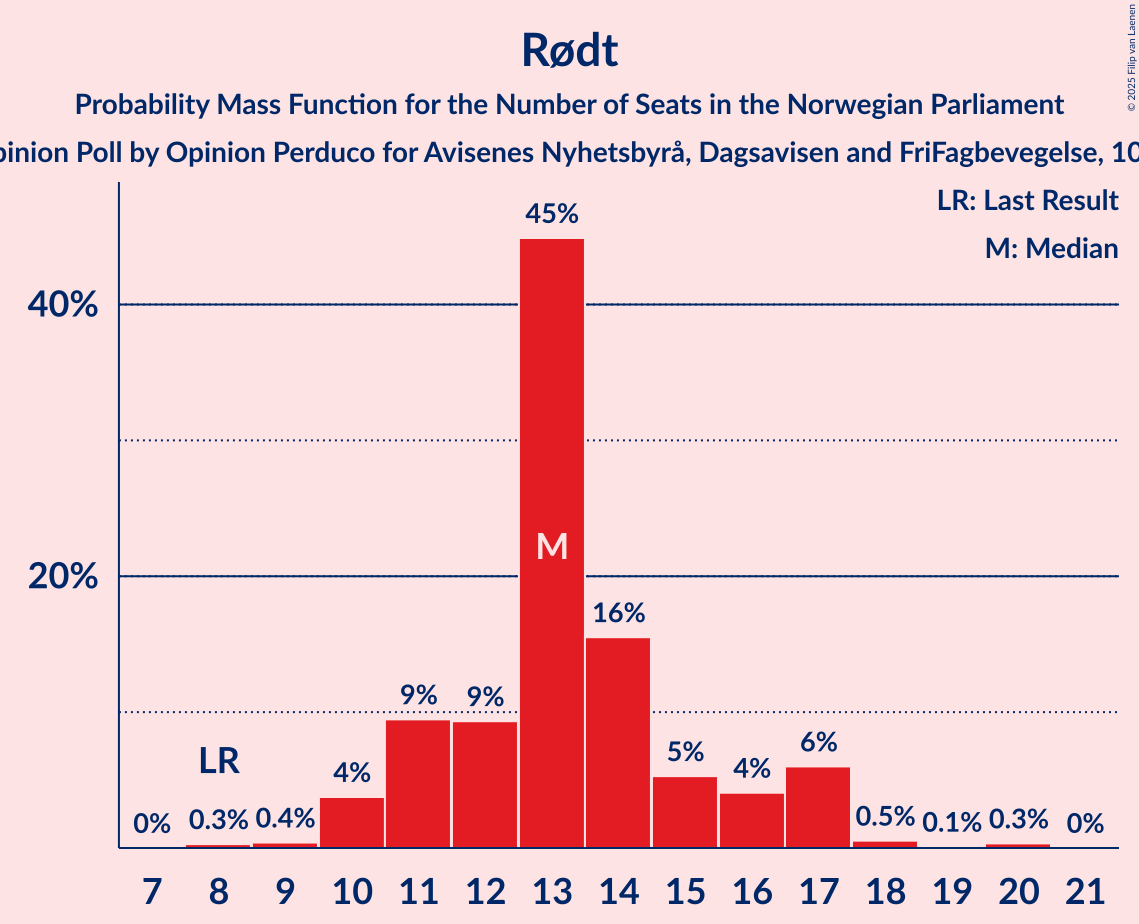 Rødt
Probability Mass Function for the Number of Seats in the Norwegian Parliament
pinion Poll by Opinion Perduco for Avisenes Nyhetsbyrå, Dagsavisen and FriFagbevegelse, 10
© 2025 Filip van Laenen
LR: Last Result
M: Median
45%
40%
M
20%
16%
9%
9%
LR
4%
5%
4%
6%
0%
0.3%
0.4%
0.5%
0.1%
0.3%
0%
7 8 9 10 11 12 13 14 15 16 17 18 19 20 21